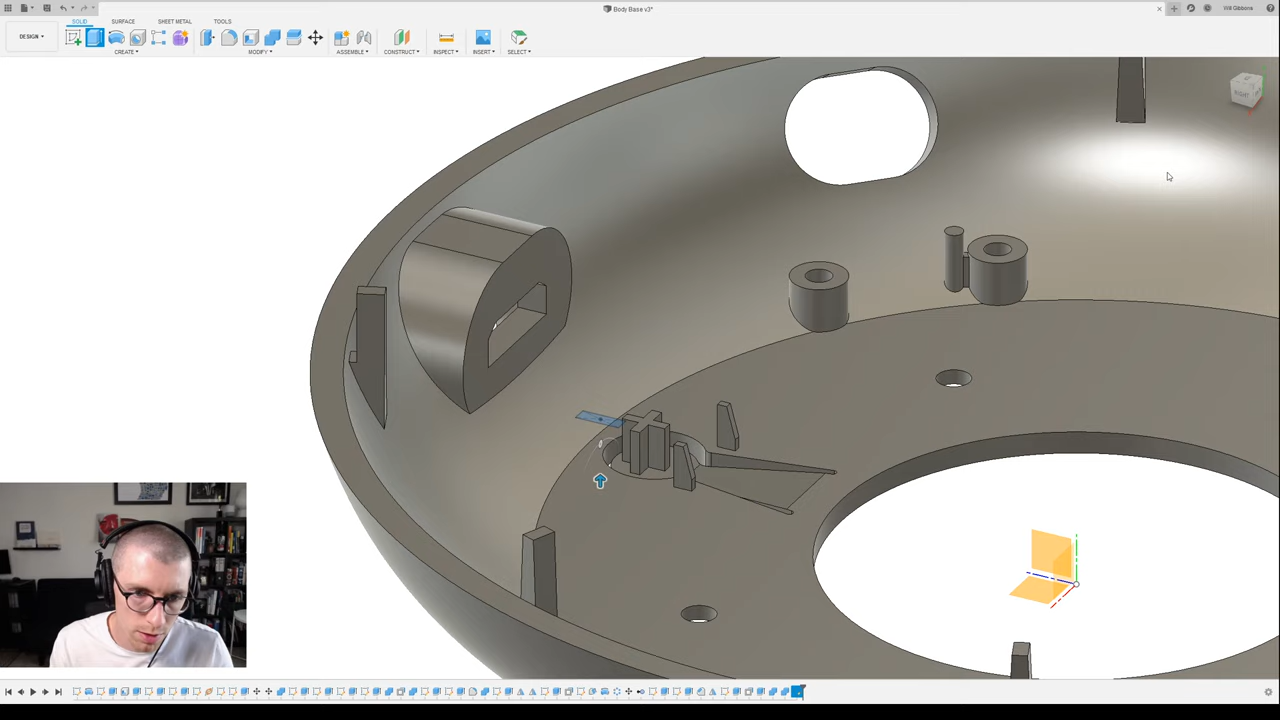 Body Base v3*
Will Gibbons
DESIGN
SOLID SURFACE SHEET METAL TOOLS
CREATE MODIFY ASSEMBLE CONSTRUCT INSPECT INSERT SELECT
RIGHT